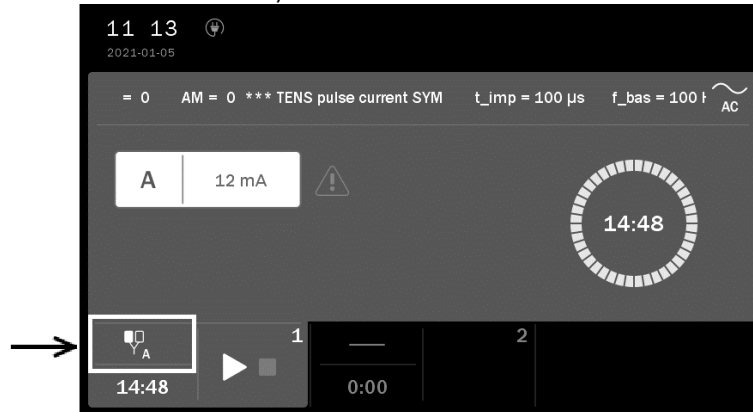 11 13
2021-01-05
= 0 AM = 0 *** TENS pulse current SYM t_imp = 100 µs f_bas = 100
AC
A 12 mA
14:48
A
1
2
14:48
0:00